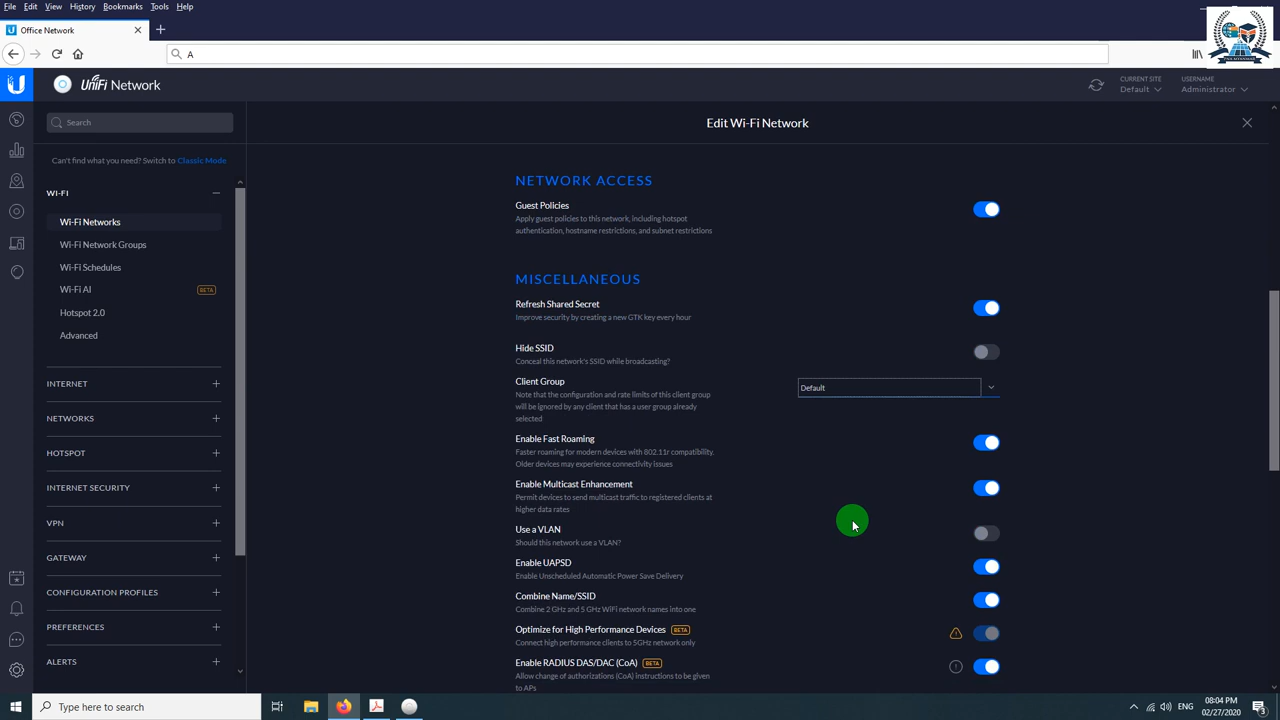 File Edit View History Bookmarks Tools Help
Office Network
A
UniFi Network
CURRENT SITE
Default
USERNAME
Administrator
Search
Edit Wi-Fi Network
Can't find what you need? Switch to Classic Mode
WI-FI
Wi-Fi Networks
Wi-Fi Network Groups
Wi-Fi Schedules
Wi-Fi AI BETA
Hotspot 2.0
Advanced
INTERNET
NETWORKS
HOTSPOT
INTERNET SECURITY
VPN
GATEWAY
CONFIGURATION PROFILES
PREFERENCES
ALERTS
NETWORK ACCESS
Guest Policies
Apply guest policies to this network, including hotspot
authentication, hostname restrictions, and subnet restrictions
MISCELLANEOUS
Refresh Shared Secret
Improve security by creating a new GTK key every hour
Hide SSID
Conceal this network's SSID while broadcasting?
Client Group
Default
Note that the configuration and rate limits of this client group
will be ignored by any client that has a user group already
selected
Enable Fast Roaming
Faster roaming for modern devices with 802.11r compatibility.
Older devices may experience connectivity issues
Enable Multicast Enhancement
Permit devices to send multicast traffic to registered clients at
higher data rates
Use a VLAN
Should this network use a VLAN?
Enable UAPSD
Enable Unscheduled Automatic Power Save Delivery
Combine Name/SSID
Combine 2 GHz and 5 GHz WiFi network names into one
Optimize for High Performance Devices BETA
Connect high performance clients to 5GHz network only
Enable RADIUS DAS/DAC (CoA) BETA
Allow change of authorizations (CoA) instructions to be given
to APs
Type here to search
ENG
08:04 PM
02/27/2020
3